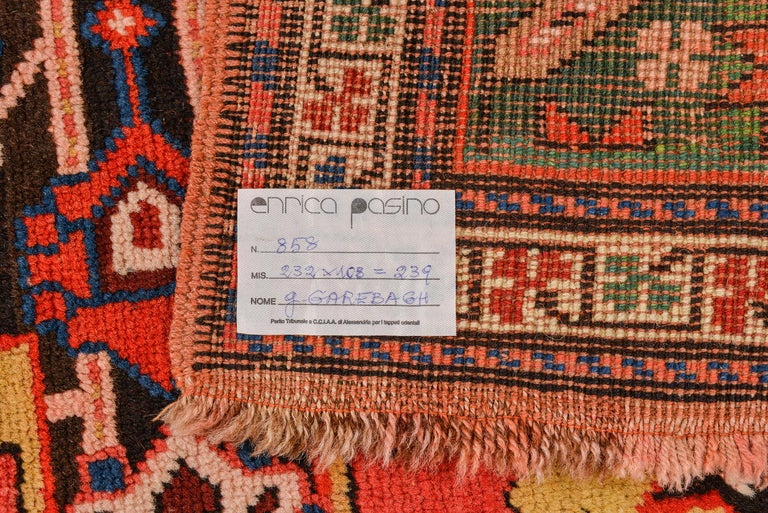 enrica pasino
N. 858
MIS. 232 x 108 = 239
NOME g. GAREBAGH
Perito Tribunale e C.C.I.A.A. di Alessandria per i tappeti orientali